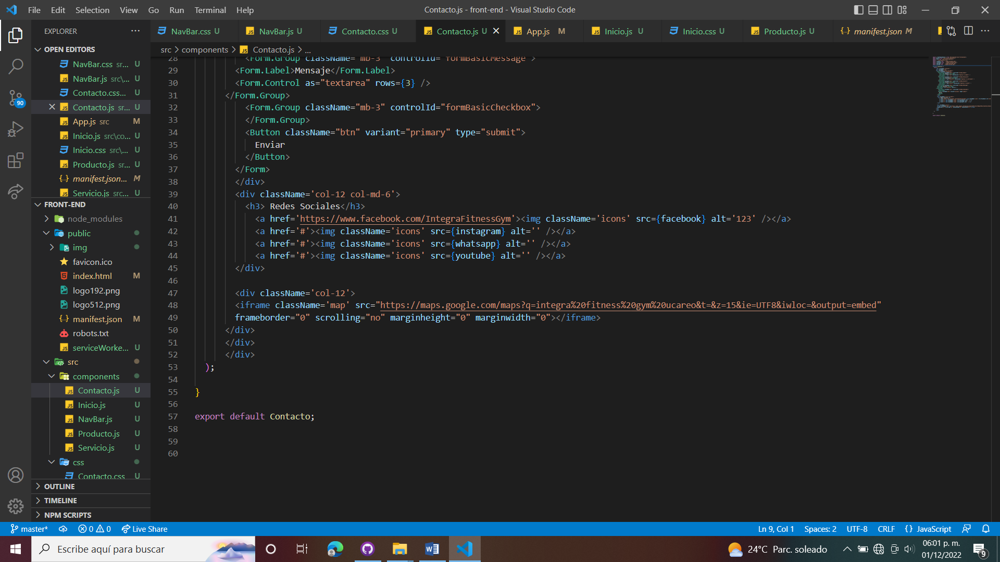 File Edit Selection View Go Run Terminal Help
Contacto.js - front-end - Visual Studio Code
EXPLORER
NavBar.css U
NavBar.js U
Contacto.css U
Contacto.js U
App.js M
Inicio.js U
Inicio.css U
Producto.js U
manifest.json M
src > components > Contacto.js > ...
OPEN EDITORS
NavBar.css sr... U
NavBar.js src\... U
Contacto.css... U
Contacto.js sr... U
App.js src M
Inicio.js src\co... U
Inicio.css src\... U
Producto.js sr... U
manifest.json... M
Servicio.js src... U
FRONT-END
node_modules
public
img
favicon.ico
index.html M
logo192.png
logo512.png
manifest.json M
robots.txt
serviceWorke... U
src
components
Contacto.js U
Inicio.js U
NavBar.js U
Producto.js U
Servicio.js U
css
Contacto.css U
OUTLINE
TIMELINE
NPM SCRIPTS
90
28 <Form.Group className="mb-3" controlId="formBasicMessage">
29 <Form.Label>Mensaje</Form.Label>
30 <Form.Control as="textarea" rows={3} />
31 </Form.Group>
32 <Form.Group className="mb-3" controlId="formBasicCheckbox">
33 </Form.Group>
34 <Button className="btn" variant="primary" type="submit">
35 Enviar
36 </Button>
37 </Form>
38 </div>
39 <div className='col-12 col-md-6'>
40 <h3> Redes Sociales</h3>
41 <a href='https://www.facebook.com/IntegraFitnessGym'><img className='icons' src={facebook} alt='123' /></a>
42 <a href='#'><img className='icons' src={instagram} alt='' /></a>
43 <a href='#'><img className='icons' src={whatsapp} alt='' /></a>
44 <a href='#'><img className='icons' src={youtube} alt='' /></a>
45 </div>
46
47 <div className='col-12'>
48 <iframe className='map' src="https://maps.google.com/maps?q=integra%20fitness%20gym%20ucareo&t=&z=15&ie=UTF8&iwloc=&output=embed"
49 frameborder="0" scrolling="no" marginheight="0" marginwidth="0"></iframe>
50 </div>
51 </div>
52 </div>
53 );
54
55 }
56
57 export default Contacto;
58
59
60
master* 0 0 Live Share
Ln 9, Col 1 Spaces: 2 UTF-8 CRLF {} JavaScript
Escribe aquí para buscar
24°C Parc. soleado
06:01 p. m.
01/12/2022
9